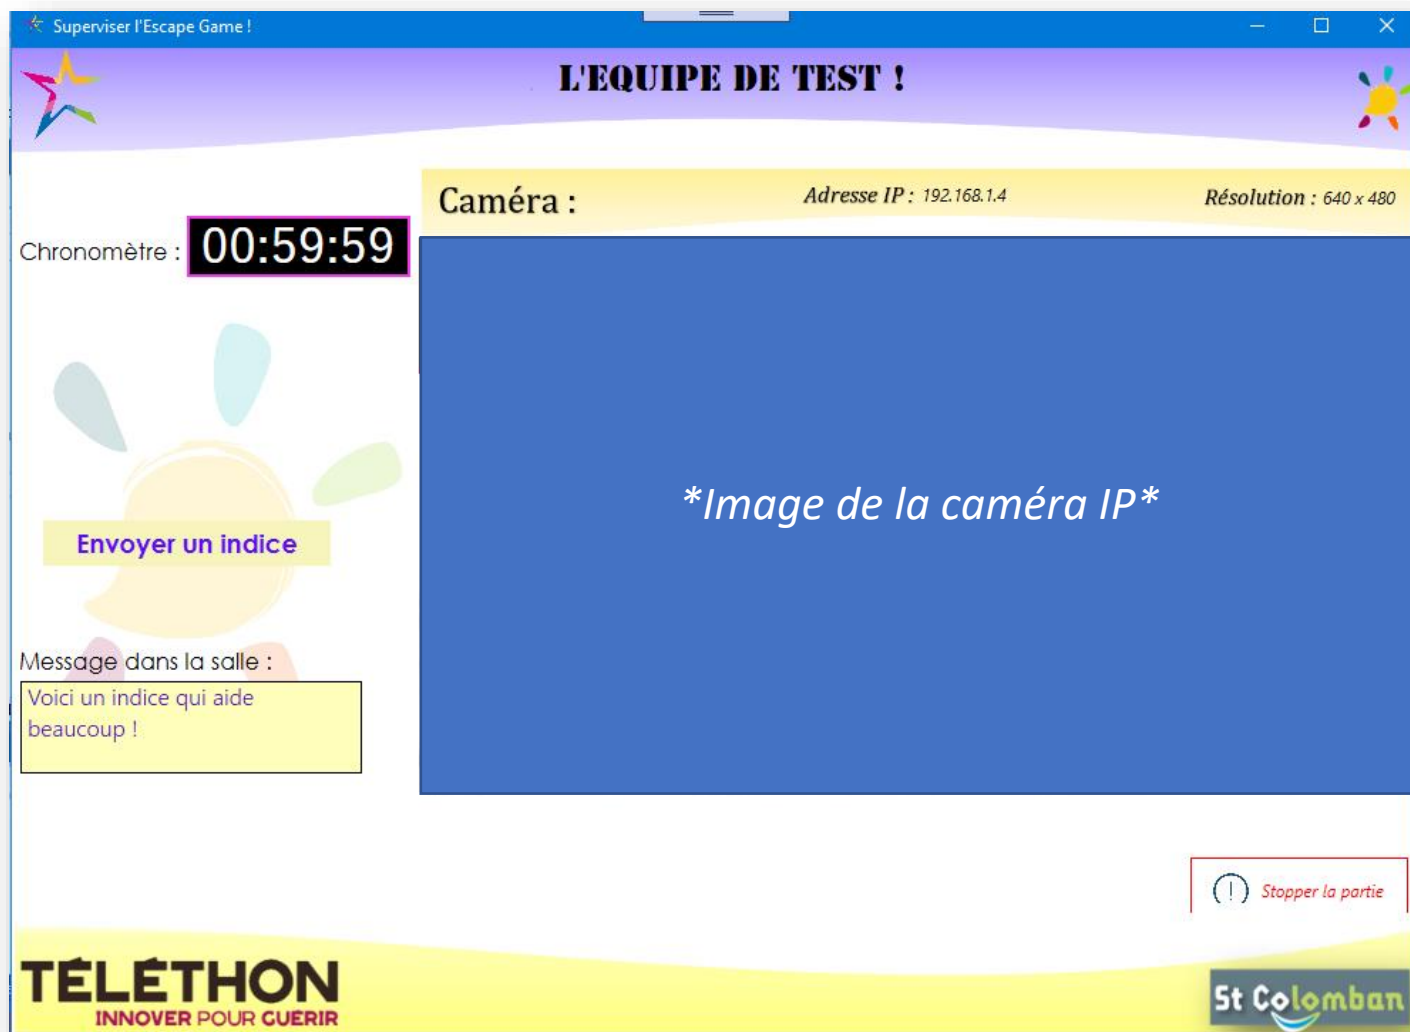 Superviser l'Escape Game !
L'EQUIPE DE TEST !
Caméra :
Adresse IP : 192.168.1.4
Résolution : 640 x 480
Chronomètre :
00:59:59
*Image de la caméra IP*
Envoyer un indice
Message dans la salle :
Voici un indice qui aide
beaucoup !
Stopper la partie
TÉLÉTHON
INNOVER POUR GUÉRIR
St Colomban